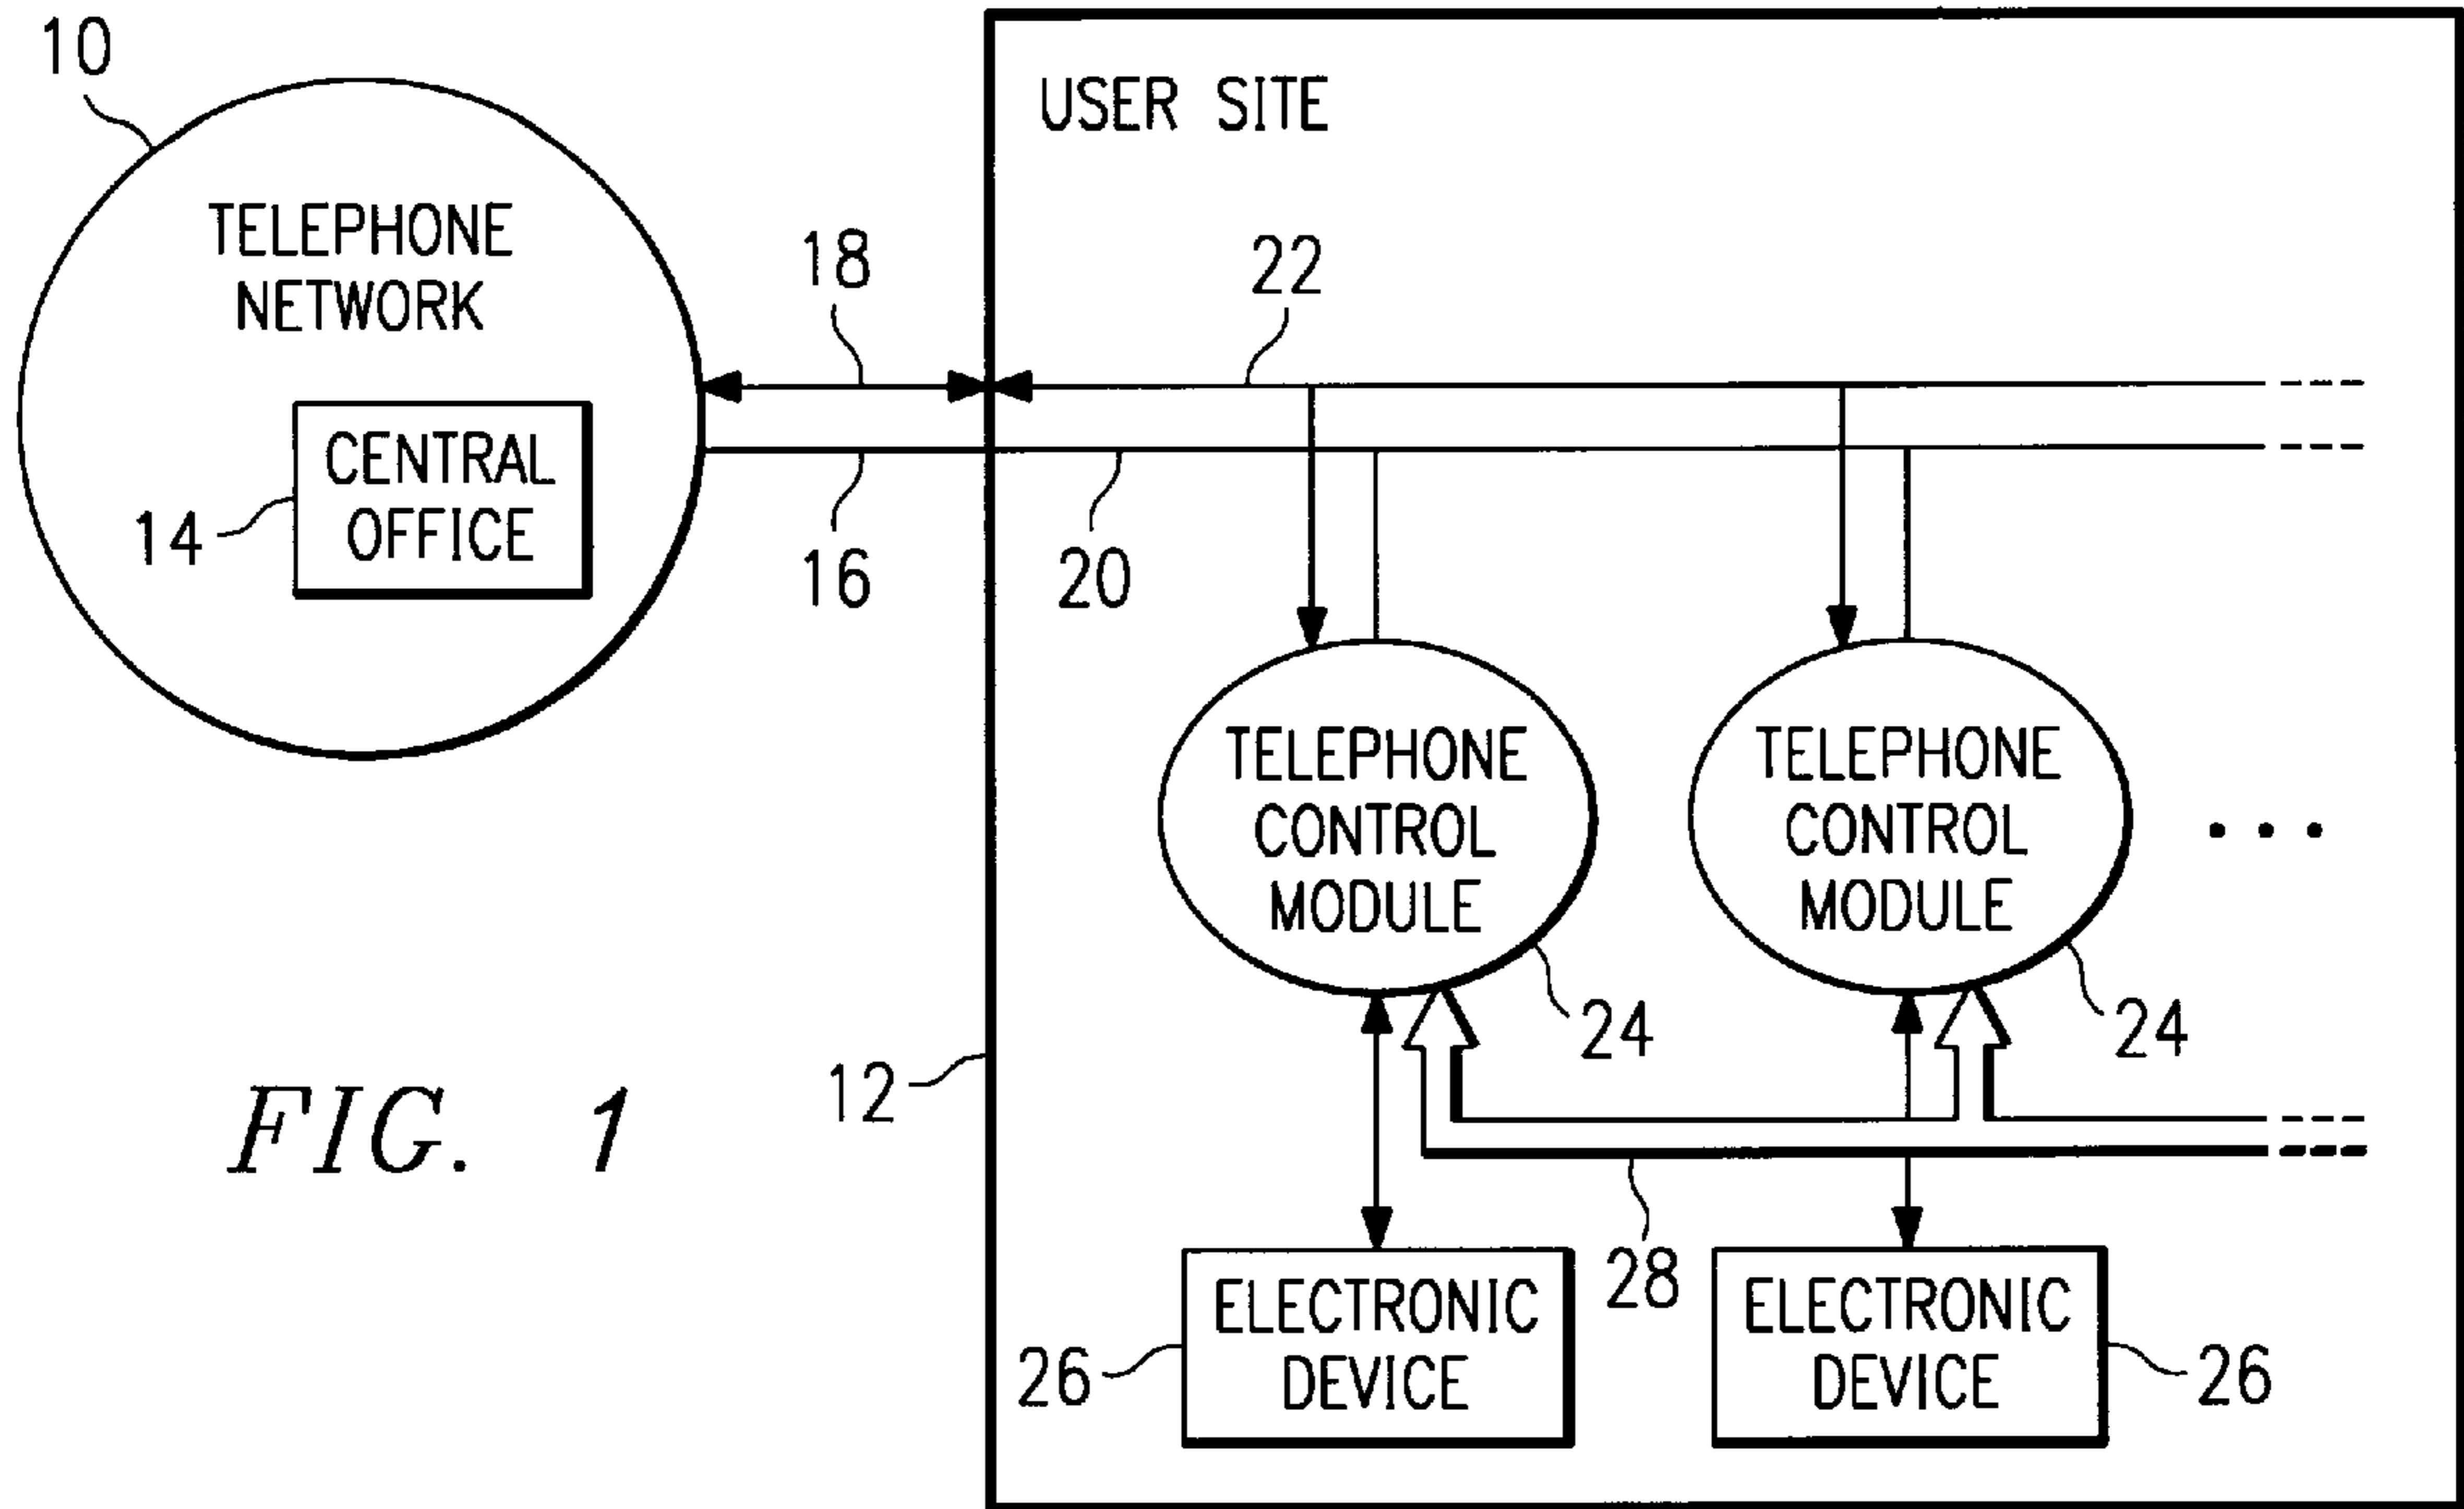 10
TELEPHONE
NETWORK
CENTRAL
OFFICE
14
18
16
USER SITE
22
20
TELEPHONE
CONTROL
MODULE
24
TELEPHONE
CONTROL
MODULE
24
...
12
28
ELECTRONIC
DEVICE
26
ELECTRONIC
DEVICE
26
FIG. 1